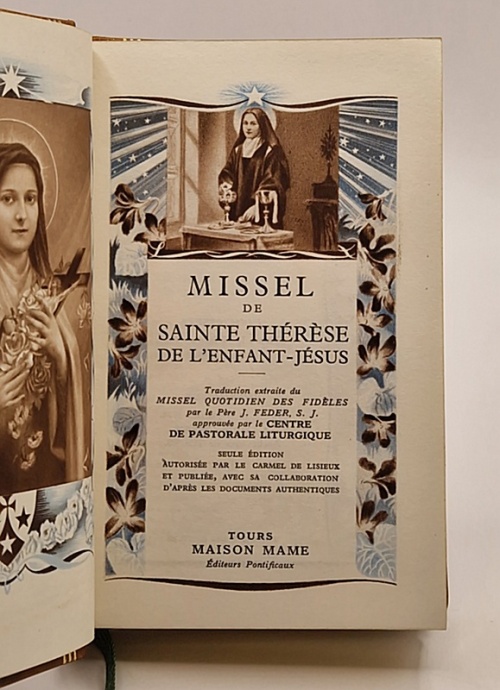 MISSEL
DE
SAINTE THÉRÈSE
DE L'ENFANT-JÉSUS
Traduction extraite du
MISSEL QUOTIDIEN DES FIDÈLES
par le Père J. FEDER, S. J.
approuvée par le CENTRE
DE PASTORALE LITURGIQUE
SEULE ÉDITION
AUTORISÉE PAR LE CARMEL DE LISIEUX
ET PUBLIÉE, AVEC SA COLLABORATION
D'APRÈS LES DOCUMENTS AUTHENTIQUES
TOURS
MAISON MAME
Éditeurs Pontificaux